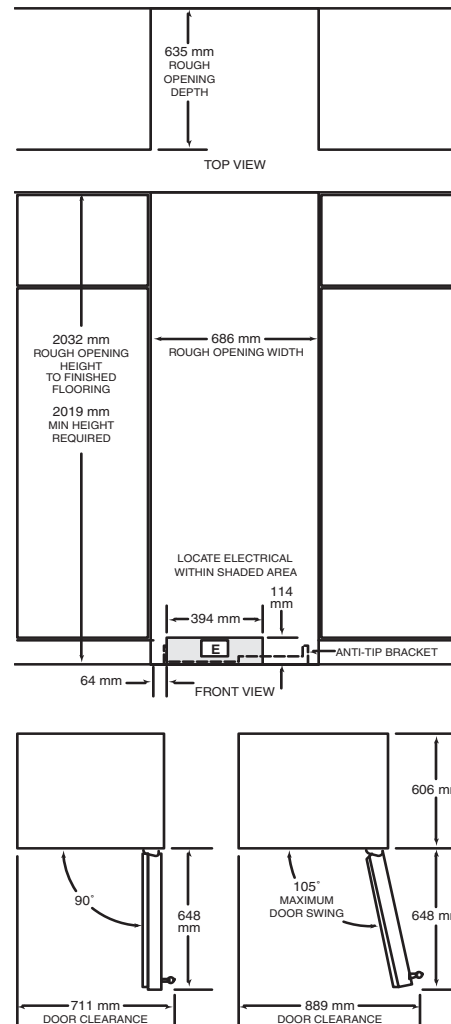 635 mm
ROUGH
OPENING
DEPTH
TOP VIEW
2032 mm
ROUGH OPENING
HEIGHT
TO FINISHED
FLOORING
2019 mm
MIN HEIGHT
REQUIRED
686 mm
ROUGH OPENING WIDTH
LOCATE ELECTRICAL
WITHIN SHADED AREA
114
mm
394 mm
E
ANTI-TIP BRACKET
64 mm
FRONT VIEW
606 mm
90˚
648
mm
105˚
MAXIMUM
DOOR SWING
648 mm
711 mm
DOOR CLEARANCE
889 mm
DOOR CLEARANCE